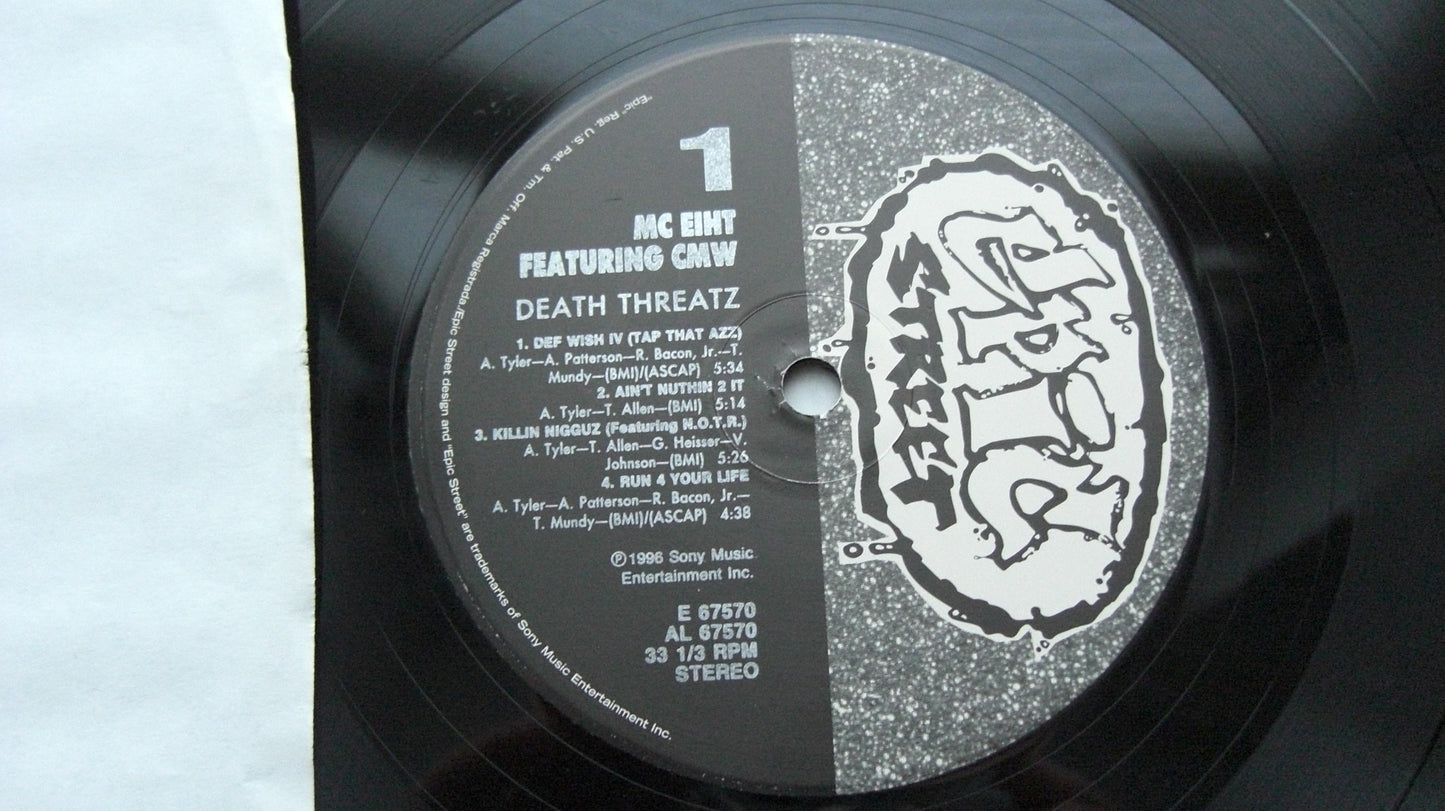 1
MC EIHT
FEATURING CMW
DEATH THREATZ
1. DEF WISH IV (TAP THAT AZZ)
A. Tyler—A. Patterson—R. Bacon, Jr.—T.
Mundy—(BMI)/(ASCAP) 5:34
2. AIN'T NUTHIN 2 IT
A. Tyler—T. Allen—(BMI) 5:14
3. KILLIN NIGGUZ (Featuring N.O.T.R.)
A. Tyler—T. Allen—G. Heisser—V.
Johnson—(BMI) 5:26
4. RUN 4 YOUR LIFE
A. Tyler—A. Patterson—R. Bacon, Jr.—
T. Mundy—(BMI)/(ASCAP) 4:38
℗1996 Sony Music
Entertainment Inc.
E 67570
AL 67570
33 1/3 RPM
STEREO
"Epic" Reg. U.S. Pat. & Tm. Off. Marca Registrada./Epic Street design and "Epic Street" are trademarks of Sony Music Entertainment Inc.
EPIC
STREET